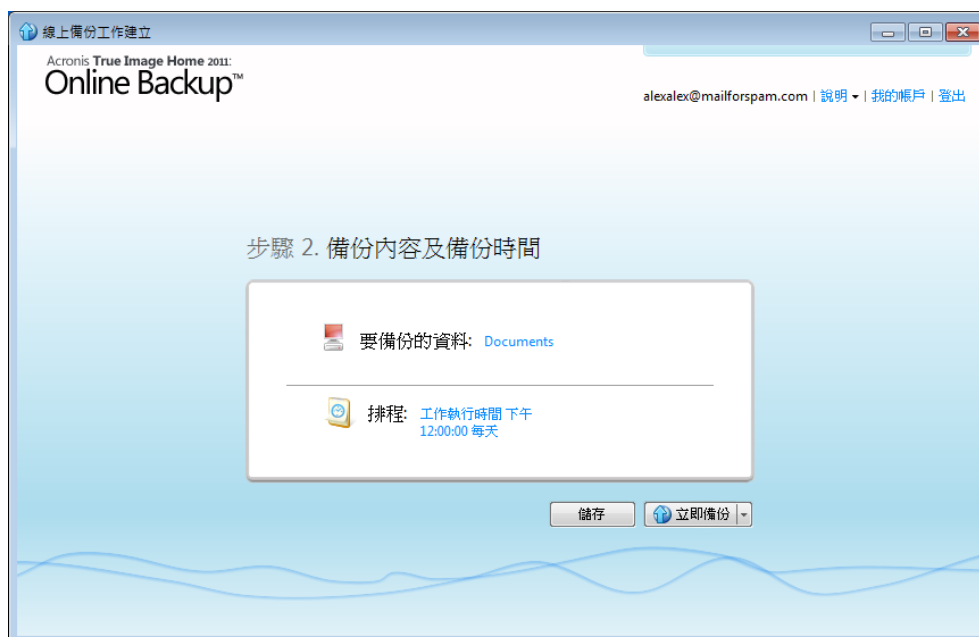 線上備份工作建立
Acronis True Image Home 2011:
Online Backup™
alexalex@mailforspam.com | 說明 | 我的帳戶 | 登出
步驟 2. 備份內容及備份時間
要備份的資料: Documents
排程: 工作執行時間 下午
12:00:00 每天
儲存
立即備份